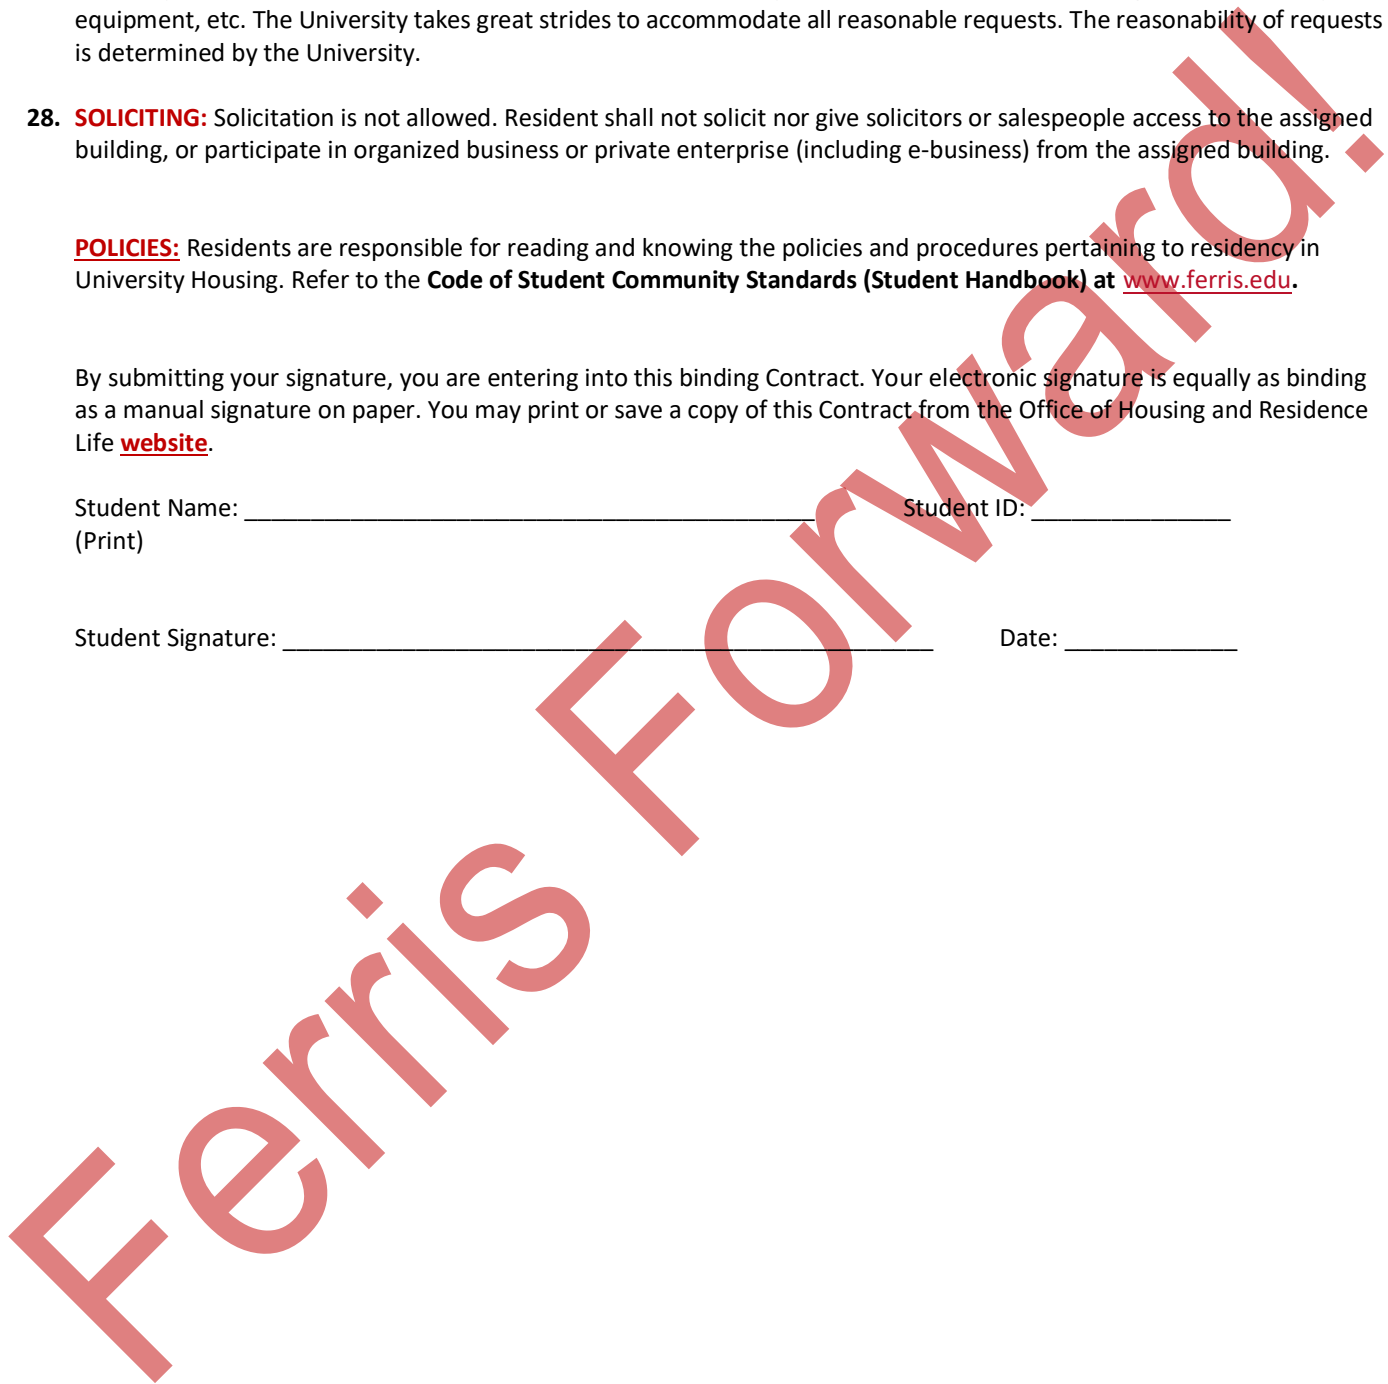 equipment, etc. The University takes great strides to accommodate all reasonable requests. The reasonability of requests
is determined by the University.
28. SOLICITING: Solicitation is not allowed. Resident shall not solicit nor give solicitors or salespeople access to the assigned
building, or participate in organized business or private enterprise (including e-business) from the assigned building.
POLICIES: Residents are responsible for reading and knowing the policies and procedures pertaining to residency in
University Housing. Refer to the Code of Student Community Standards (Student Handbook) at www.ferris.edu.
By submitting your signature, you are entering into this binding Contract. Your electronic signature is equally as binding
as a manual signature on paper. You may print or save a copy of this Contract from the Office of Housing and Residence
Life website.
Student Name: ___________________________________________ Student ID: _______________
(Print)
Student Signature: _________________________________________________ Date: _____________
Ferris Forward!